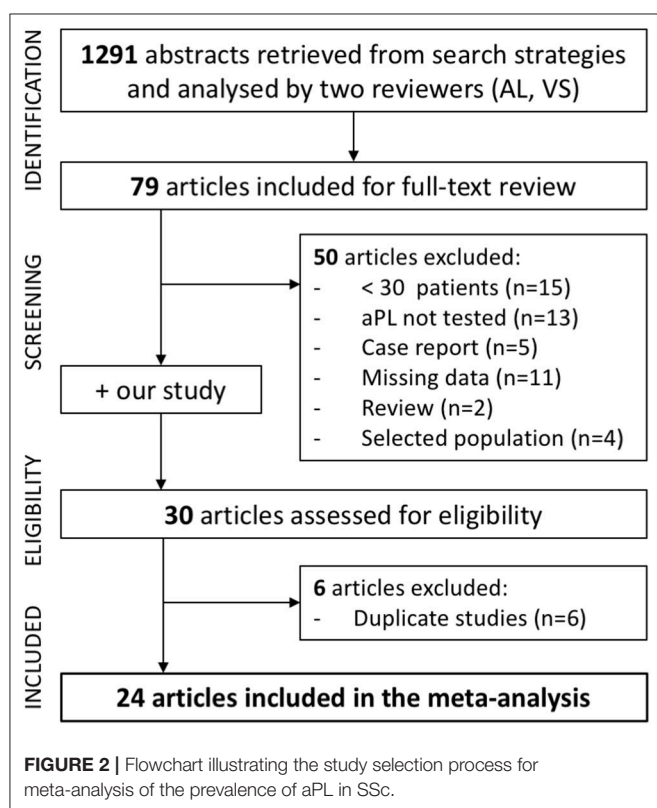 IDENTIFICATION
1291 abstracts retrieved from search strategies
and analysed by two reviewers (AL, VS)
79 articles included for full-text review
SCREENING
50 articles excluded:
- < 30 patients (n=15)
- aPL not tested (n=13)
- Case report (n=5)
- Missing data (n=11)
- Review (n=2)
- Selected population (n=4)
+ our study
ELIGIBILITY
30 articles assessed for eligibility
6 articles excluded:
- Duplicate studies (n=6)
INCLUDED
24 articles included in the meta-analysis
FIGURE 2 | Flowchart illustrating the study selection process for
meta-analysis of the prevalence of aPL in SSc.